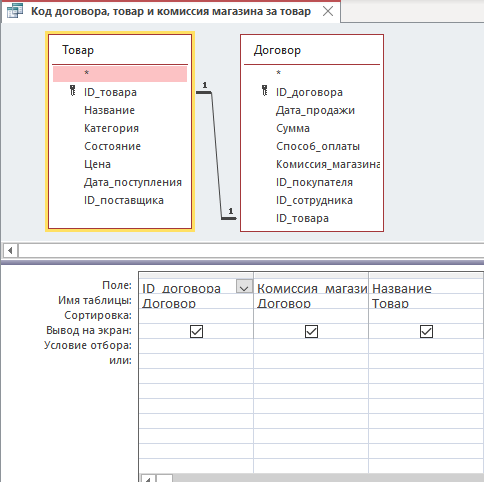 Код договора, товар и комиссия магазина за товар
Товар
*
ID_товара
Название
Категория
Состояние
Цена
Дата_поступления
ID_поставщика
1
1
Договор
*
ID_договора
Дата_продажи
Сумма
Способ_оплаты
Комиссия_магазина
ID_покупателя
ID_сотрудника
ID_товара
Поле: ID_договора Комиссия_магази Название
Имя таблицы: Договор Договор Товар
Сортировка:
Вывод на экран:
Условие отбора:
или: